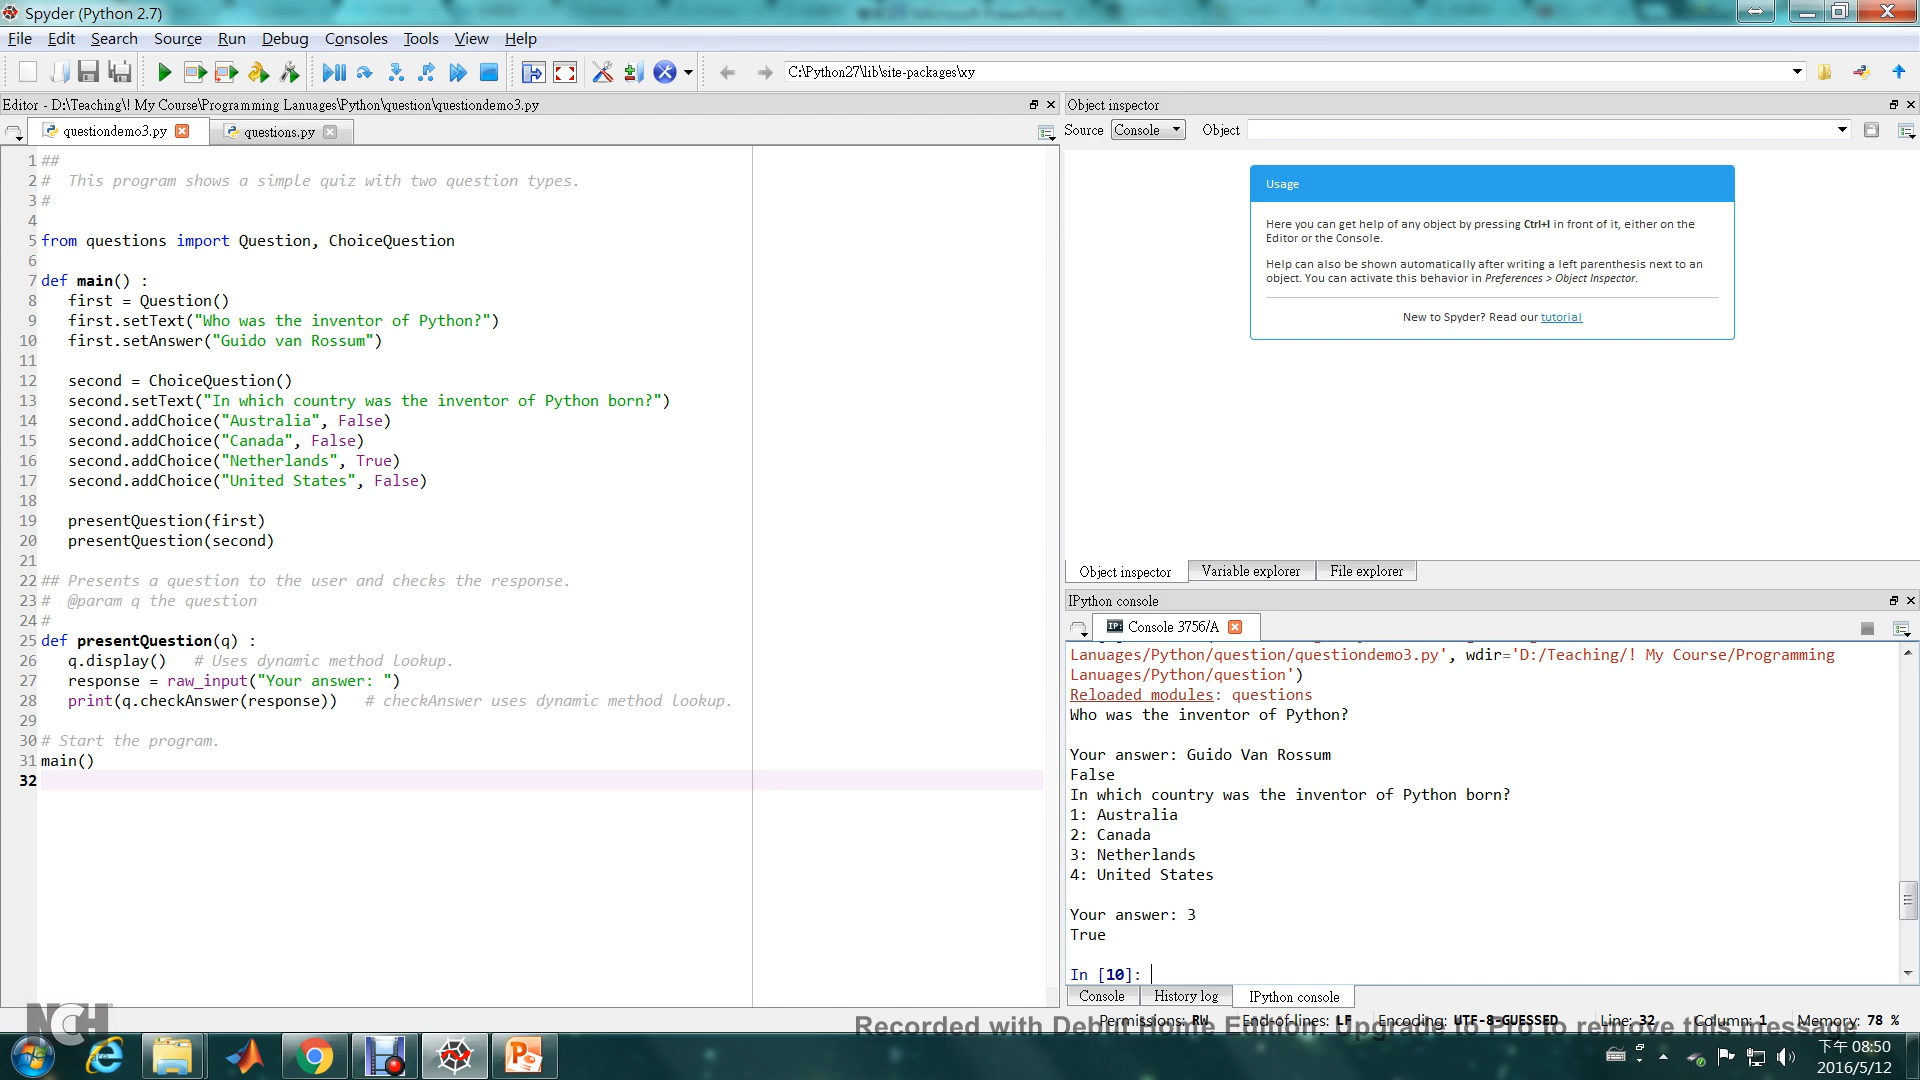 Spyder (Python 2.7)
File Edit Search Source Run Debug Consoles Tools View Help
C:\Python27\lib\site-packages\xy
Editor - D:\Teaching\! My Course\Programming Lanuages\Python\question\questiondemo3.py
questiondemo3.py questions.py
1 ##
2 #  This program shows a simple quiz with two question types.
3 #
4
5 from questions import Question, ChoiceQuestion
6
7 def main() :
8    first = Question()
9    first.setText("Who was the inventor of Python?")
10    first.setAnswer("Guido van Rossum")
11
12    second = ChoiceQuestion()
13    second.setText("In which country was the inventor of Python born?")
14    second.addChoice("Australia", False)
15    second.addChoice("Canada", False)
16    second.addChoice("Netherlands", True)
17    second.addChoice("United States", False)
18
19    presentQuestion(first)
20    presentQuestion(second)
21
22 ## Presents a question to the user and checks the response.
23 #  @param q the question
24 #
25 def presentQuestion(q) :
26    q.display()   # Uses dynamic method lookup.
27    response = raw_input("Your answer: ")
28    print(q.checkAnswer(response))   # checkAnswer uses dynamic method lookup.
29
30 # Start the program.
31 main()
32
Object inspector
Source Console Object
Usage
Here you can get help of any object by pressing Ctrl+I in front of it, either on the
Editor or the Console.
Help can also be shown automatically after writing a left parenthesis next to an
object. You can activate this behavior in Preferences > Object Inspector.
New to Spyder? Read our tutorial
Object inspector Variable explorer File explorer
IPython console
Console 3756/A
Lanuages/Python/question/questiondemo3.py', wdir='D:/Teaching/! My Course/Programming
Lanuages/Python/question')
Reloaded modules: questions
Who was the inventor of Python?
Your answer: Guido Van Rossum
False
In which country was the inventor of Python born?
1: Australia
2: Canada
3: Netherlands
4: United States
Your answer: 3
True
In [10]:
Console History log IPython console
Permissions: RW End-of-lines: LF Encoding: UTF-8-GUESSED Line: 32 Column: 1 Memory: 78 %
NCH
Recorded with Debut Home Edition. Upgrade to Pro to remove this message
下午 08:50
2016/5/12